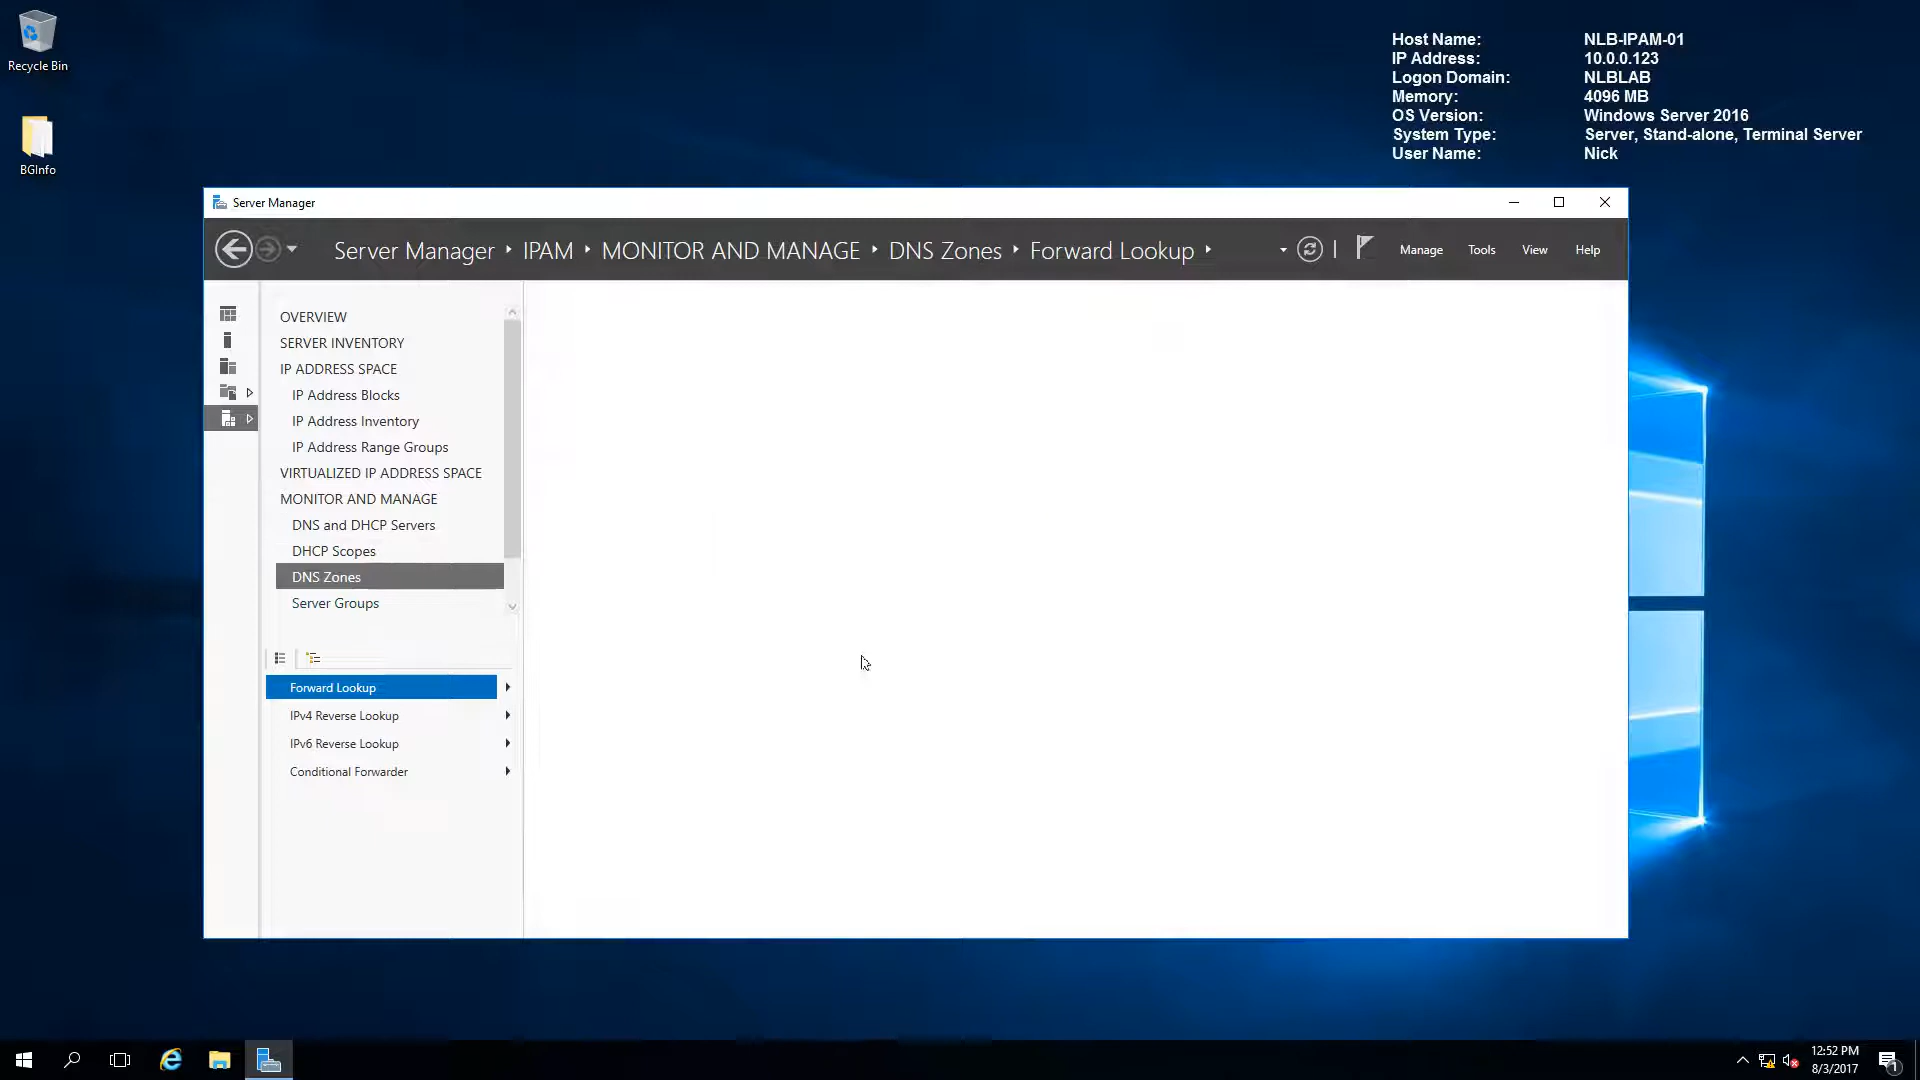 Recycle Bin
BGInfo
Host Name: NLB-IPAM-01
IP Address: 10.0.0.123
Logon Domain: NLBLAB
Memory: 4096 MB
OS Version: Windows Server 2016
System Type: Server, Stand-alone, Terminal Server
User Name: Nick
Server Manager
Server Manager IPAM MONITOR AND MANAGE DNS Zones Forward Lookup
Manage Tools View Help
OVERVIEW
SERVER INVENTORY
IP ADDRESS SPACE
IP Address Blocks
IP Address Inventory
IP Address Range Groups
VIRTUALIZED IP ADDRESS SPACE
MONITOR AND MANAGE
DNS and DHCP Servers
DHCP Scopes
DNS Zones
Server Groups
Forward Lookup
IPv4 Reverse Lookup
IPv6 Reverse Lookup
Conditional Forwarder
12:52 PM
8/3/2017
1